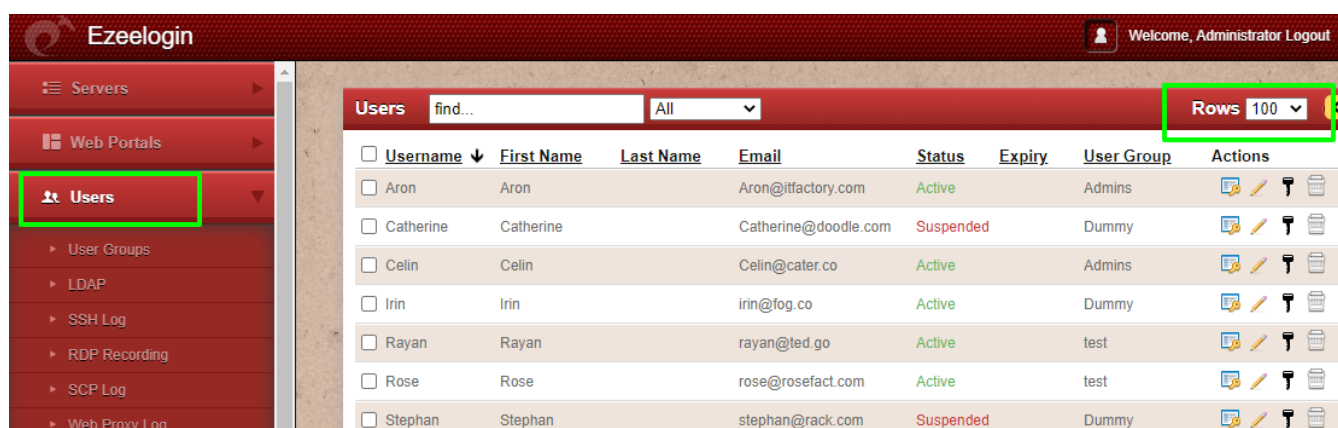 Ezeelogin
Welcome, Administrator Logout
Servers
Web Portals
Users
User Groups
LDAP
SSH Log
RDP Recording
SCP Log
Web Proxy Log
Users find... All Rows 100
Username First Name Last Name Email Status Expiry User Group Actions
Aron Aron Aron@itfactory.com Active Admins
Catherine Catherine Catherine@doodle.com Suspended Dummy
Celin Celin Celin@cater.co Active Admins
Irin Irin irin@fog.co Active Dummy
Rayan Rayan rayan@ted.go Active test
Rose Rose rose@rosefact.com Active test
Stephan Stephan stephan@rack.com Suspended Dummy